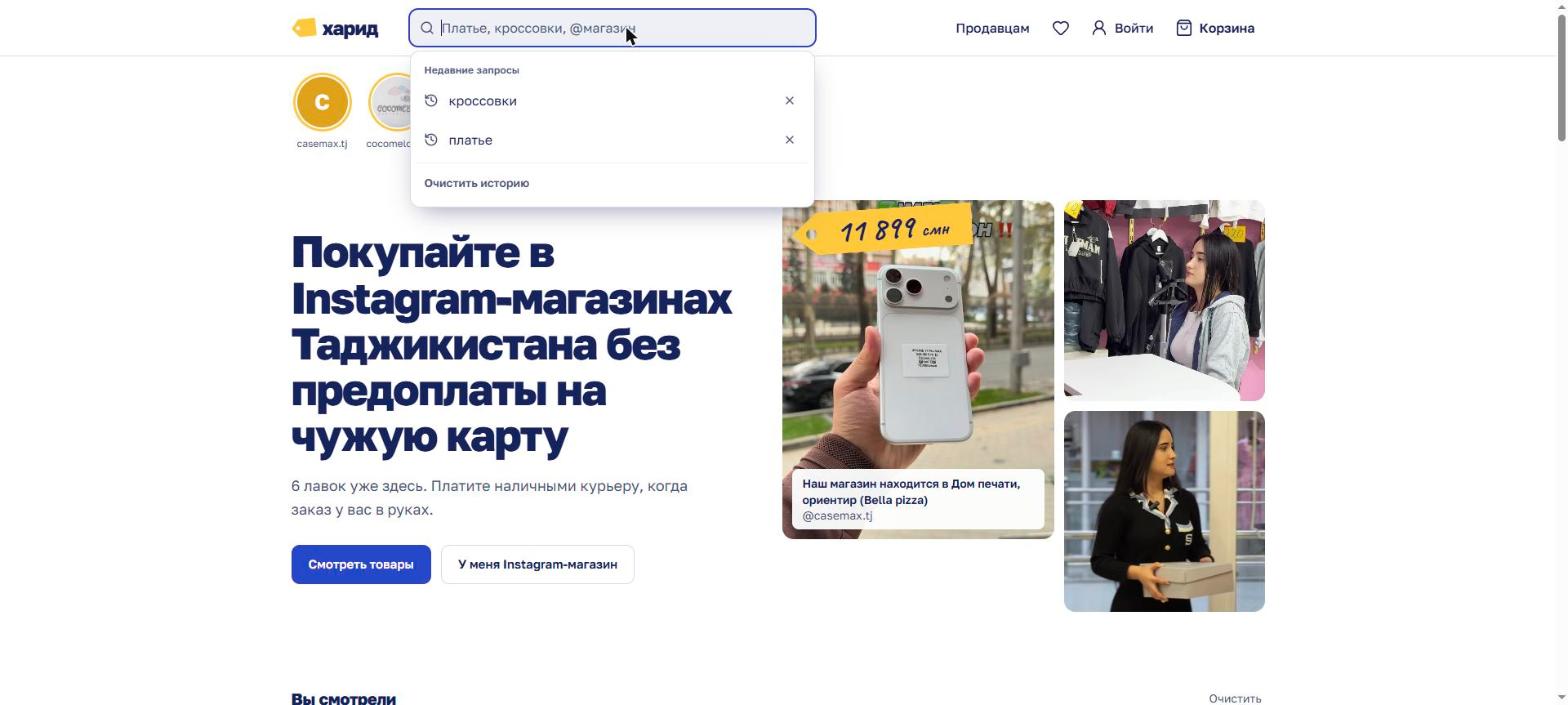 харид
Платье, кроссовки, @магазин
Продавцам
Войти
Корзина
Недавние запросы
кроссовки
платье
Очистить историю
C
casemax.tj
Покупайте в
Instagram-магазинах
Таджикистана без
предоплаты на
чужую карту
6 лавок уже здесь. Платите наличными курьеру, когда
заказ у вас в руках.
Смотреть товары
У меня Instagram-магазин
11 899 смн
Наш магазин находится в Дом печати,
ориентир (Bella pizza)
@casemax.tj
Вы смотрели
Очистить